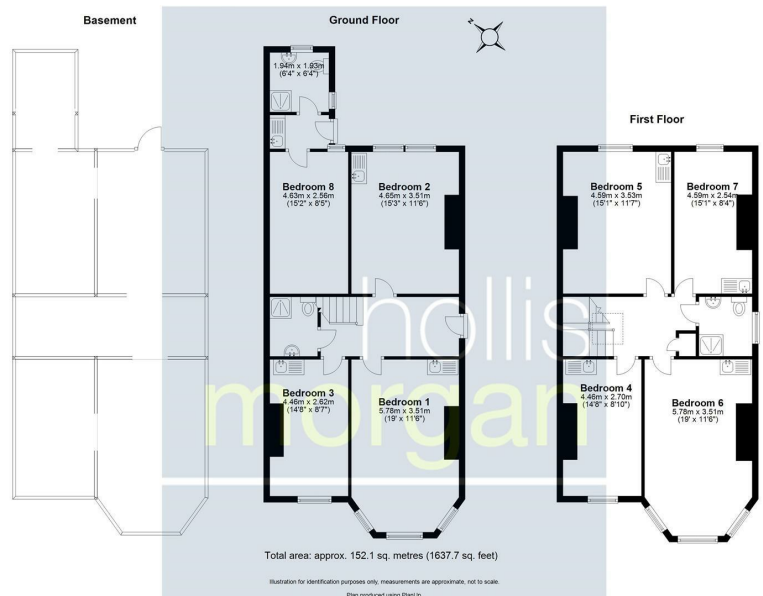 Basement
Ground Floor
First Floor
N
1.94m x 1.93m
(6'4" x 6'4")
Bedroom 8
4.63m x 2.56m
(15'2" x 8'5")
Bedroom 2
4.65m x 3.51m
(15'3" x 11'6")
Bedroom 5
4.59m x 3.53m
(15'1" x 11'7")
Bedroom 7
4.59m x 2.54m
(15'1" x 8'4")
hollis
morgan
Bedroom 3
4.46m x 2.62m
(14'8" x 8'7")
Bedroom 1
5.78m x 3.51m
(19' x 11'6")
Bedroom 4
4.46m x 2.70m
(14'8" x 8'10")
Bedroom 6
5.78m x 3.51m
(19' x 11'6")
Total area: approx. 152.1 sq. metres (1637.7 sq. feet)
Illustration for identification purposes only, measurements are approximate, not to scale.
Plan produced using PlanUp.